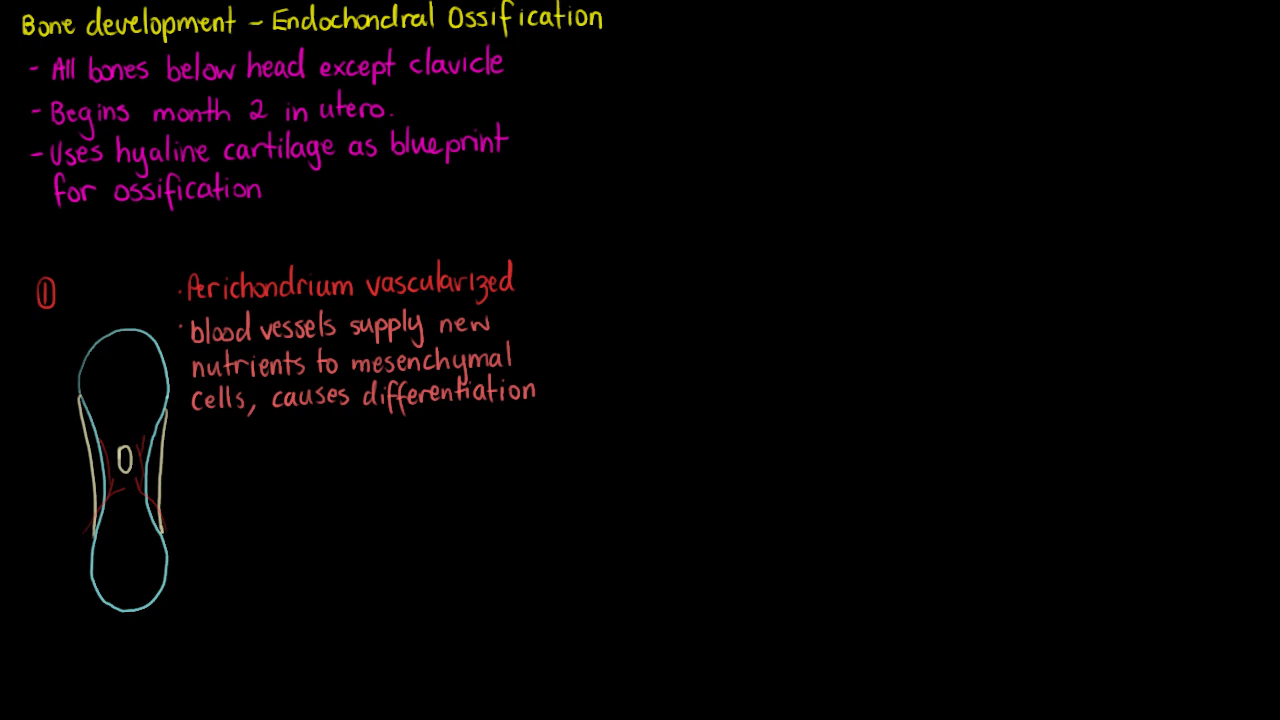 Bone development - Endochondral Ossification
- All bones below head except clavicle
- Begins month 2 in utero.
- Uses hyaline cartilage as blueprint
for ossification
① · Perichondrium vascularized
· blood vessels supply new
nutrients to mesenchymal
cells, causes differentiation